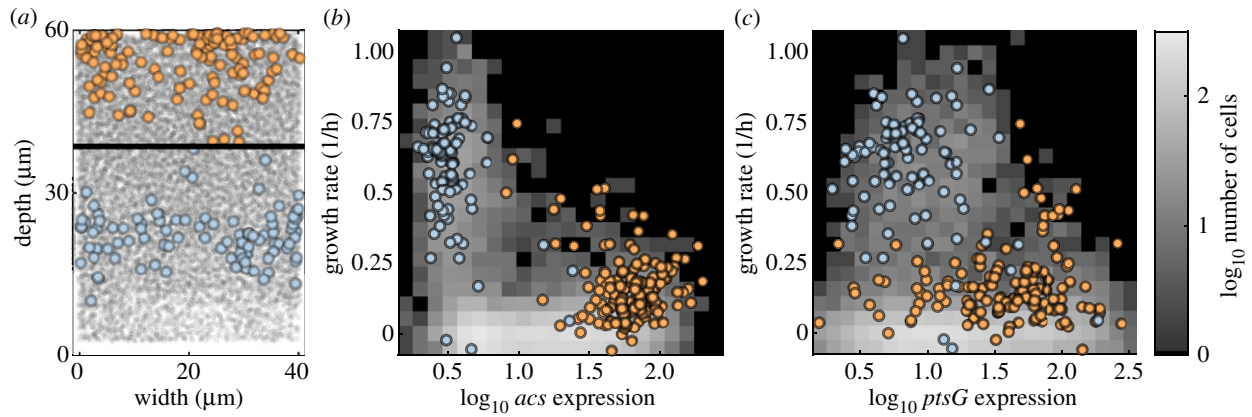 (a)
60
30
0
depth (μm)
0
20
40
width (μm)
(b)
1.00
0.75
0.5
0.25
0
growth rate (1/h)
0.5
1.0
1.5
2.0
log10 acs expression
(c)
1.00
0.75
0.5
0.25
0
growth rate (1/h)
0.5
1.0
1.5
2.0
2.5
log10 ptsG expression
2
1
0
log10 number of cells